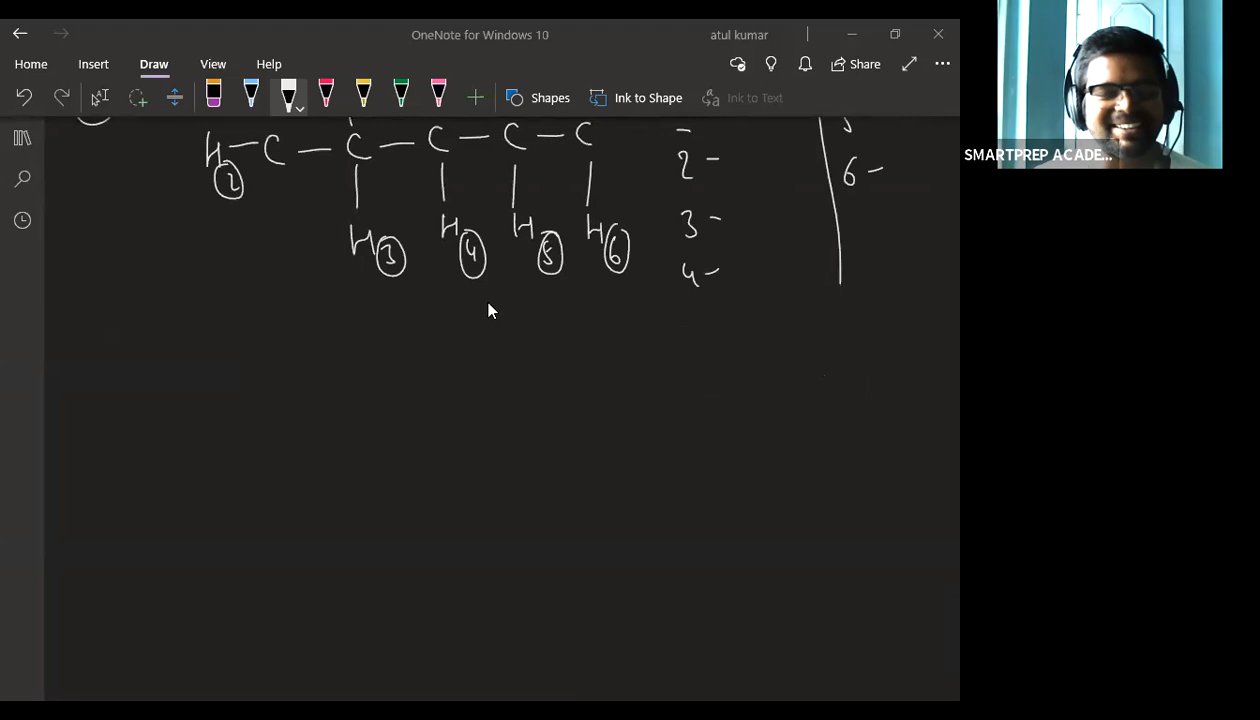 OneNote for Windows 10
atul kumar
Home Insert Draw View Help
Share
Shapes Ink to Shape Ink to Text
H — C — C — C — C — C
2
H 3 H 4 H 5 H 6
2 -
3 -
4 -
6 -
SMARTPREP ACADE...